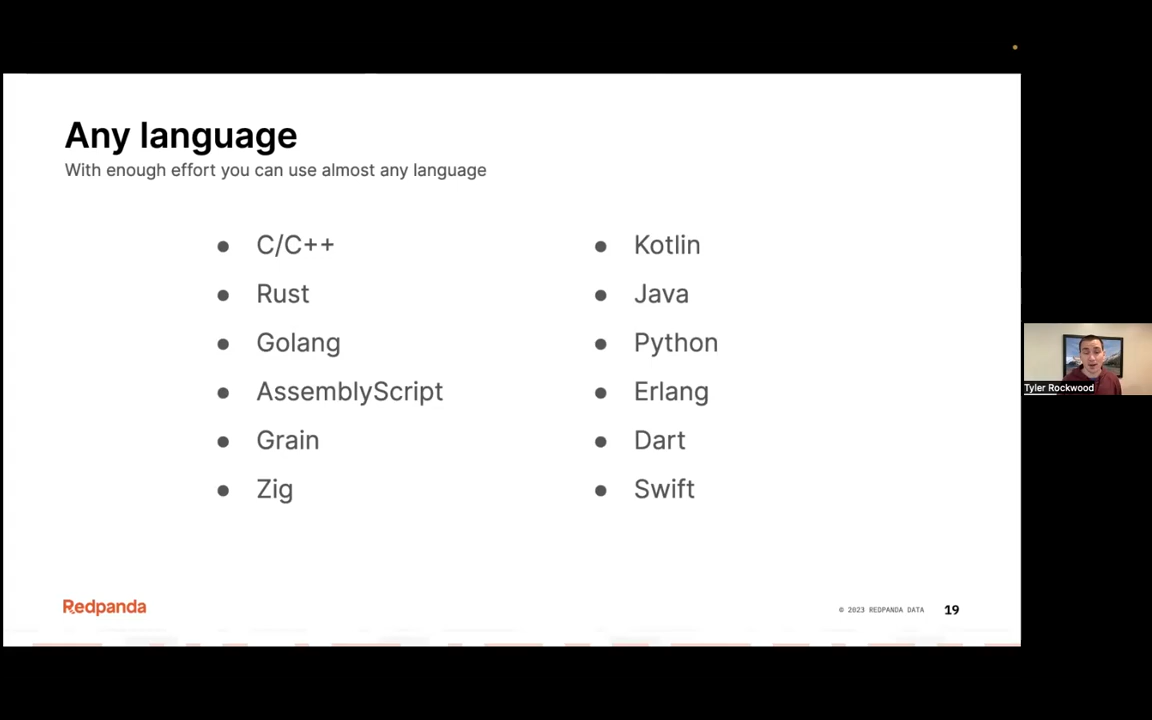 Any language
With enough effort you can use almost any language
● C/C++
● Rust
● Golang
● AssemblyScript
● Grain
● Zig
● Kotlin
● Java
● Python
● Erlang
● Dart
● Swift
Redpanda
© 2023 REDPANDA DATA
19
Tyler Rockwood